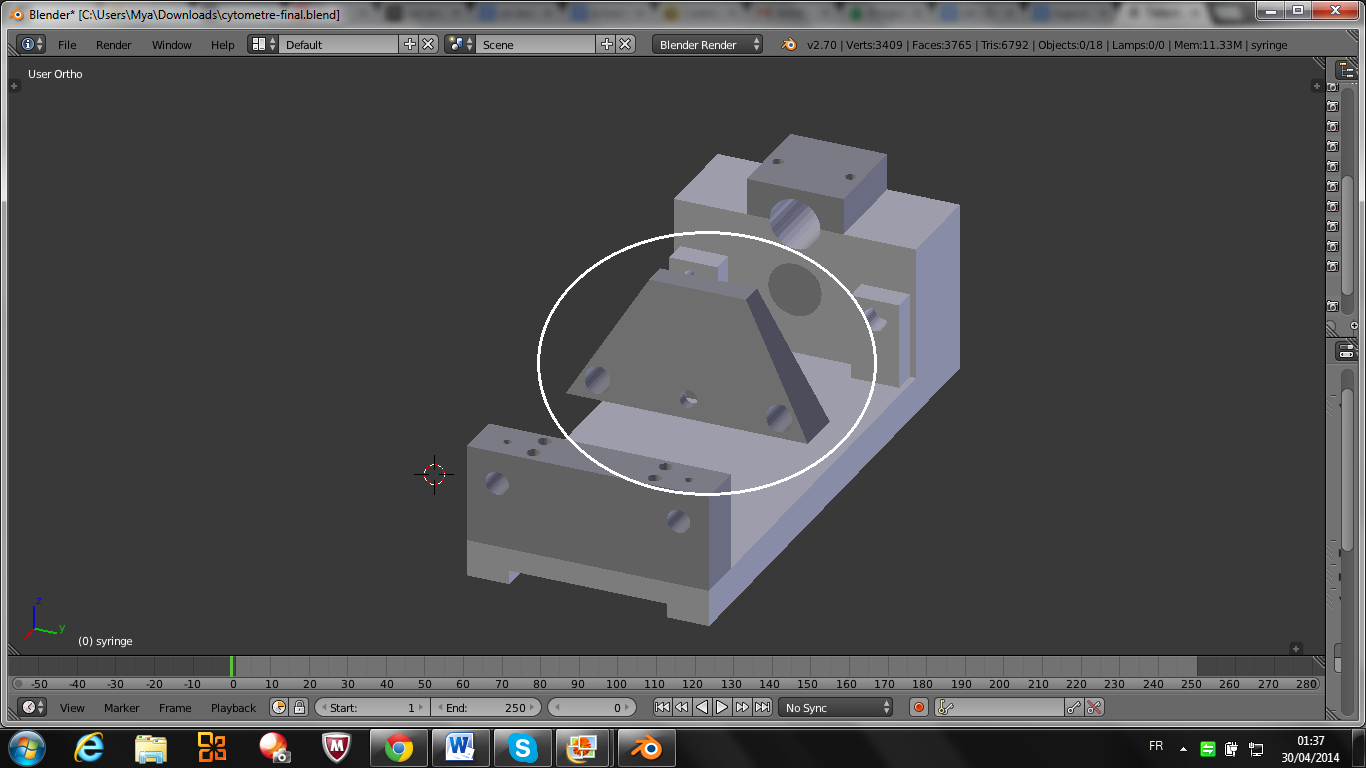 Blender* [C:\Users\Mya\Downloads\cytometre-final.blend]
File Render Window Help Default Scene Blender Render v2.70 | Verts:3409 | Faces:3765 | Tris:6792 | Objects:0/18 | Lamps:0/0 | Mem:11.33M | syringe
User Ortho
z
y
(0) syringe
-50 -40 -30 -20 -10 0 10 20 30 40 50 60 70 80 90 100 110 120 130 140 150 160 170 180 190 200 210 220 230 240 250 260 270 280
View Marker Frame Playback Start: 1 End: 250 0 No Sync
FR 01:37
30/04/2014